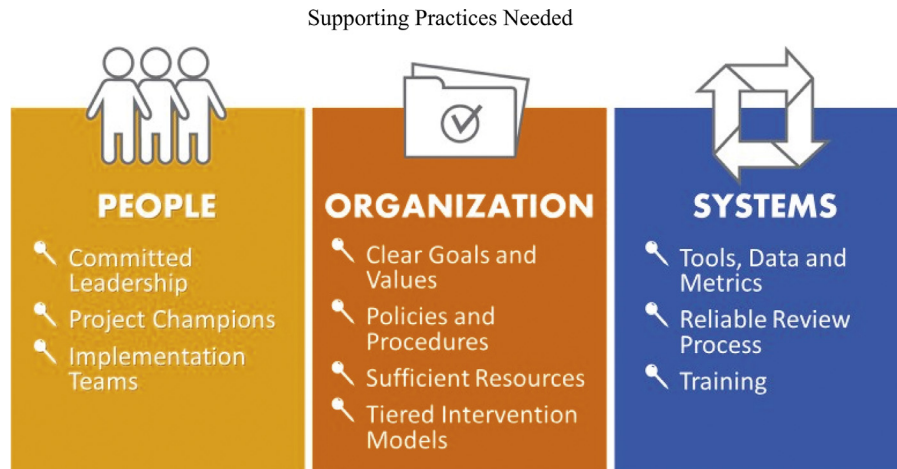 Supporting Practices Needed
PEOPLE
Committed
Leadership
Project Champions
Implementation
Teams
ORGANIZATION
Clear Goals and
Values
Policies and
Procedures
Sufficient Resources
Tiered Intervention
Models
SYSTEMS
Tools, Data and
Metrics
Reliable Review
Process
Training